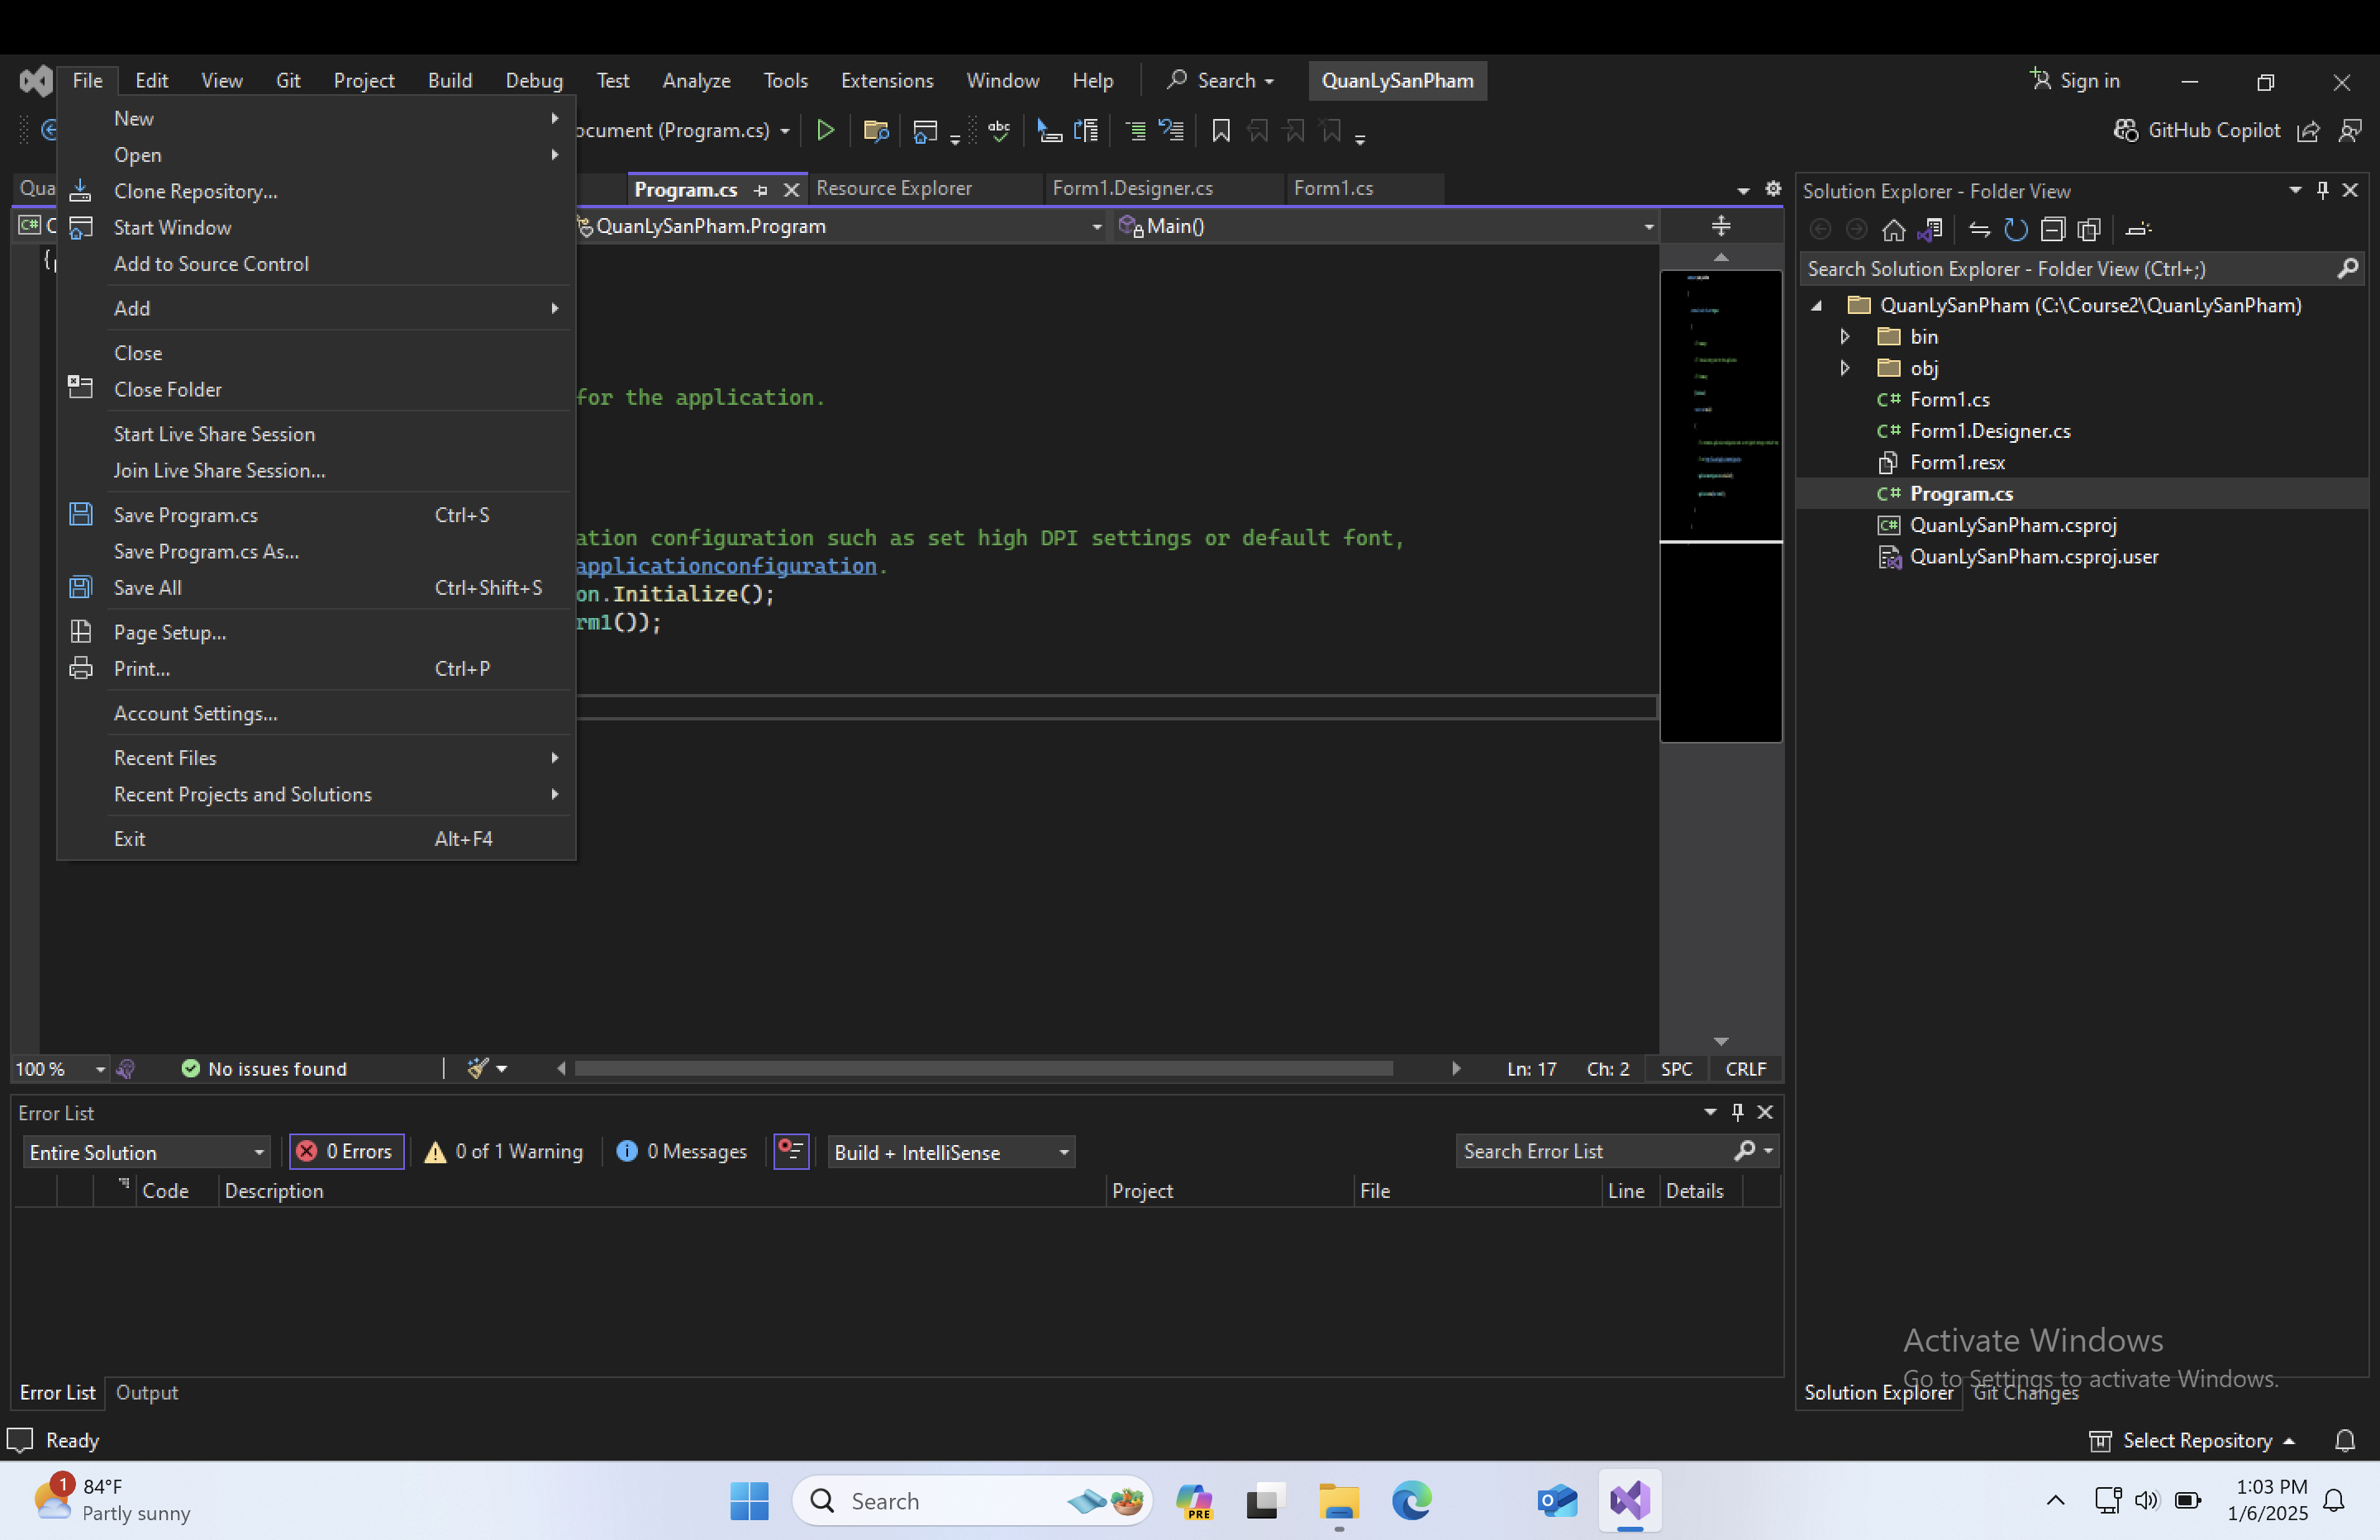 File Edit View Git Project Build Debug Test Analyze Tools Extensions Window Help Search QuanLySanPham Sign in
ocument (Program.cs) GitHub Copilot
Qua Program.cs Resource Explorer Form1.Designer.cs Form1.cs
QuanLySanPham.Program Main()
New
Open
Clone Repository...
Start Window
Add to Source Control
Add
Close
Close Folder
Start Live Share Session
Join Live Share Session...
Save Program.cs Ctrl+S
Save Program.cs As...
Save All Ctrl+Shift+S
Page Setup...
Print... Ctrl+P
Account Settings...
Recent Files
Recent Projects and Solutions
Exit Alt+F4
for the application.
ation configuration such as set high DPI settings or default font,
applicationconfiguration.
on.Initialize();
rm1());
100 % No issues found Ln: 17 Ch: 2 SPC CRLF
Solution Explorer - Folder View
Search Solution Explorer - Folder View (Ctrl+;)
QuanLySanPham (C:\Course2\QuanLySanPham)
bin
obj
C# Form1.cs
C# Form1.Designer.cs
Form1.resx
C# Program.cs
C# QuanLySanPham.csproj
QuanLySanPham.csproj.user
Error List
Entire Solution 0 Errors 0 of 1 Warning 0 Messages Build + IntelliSense Search Error List
Code Description Project File Line Details
Error List Output
Activate Windows
Go to Settings to activate Windows.
Solution Explorer Git Changes
Ready Select Repository
1 84°F
Partly sunny
Search
PRE
1:03 PM
1/6/2025